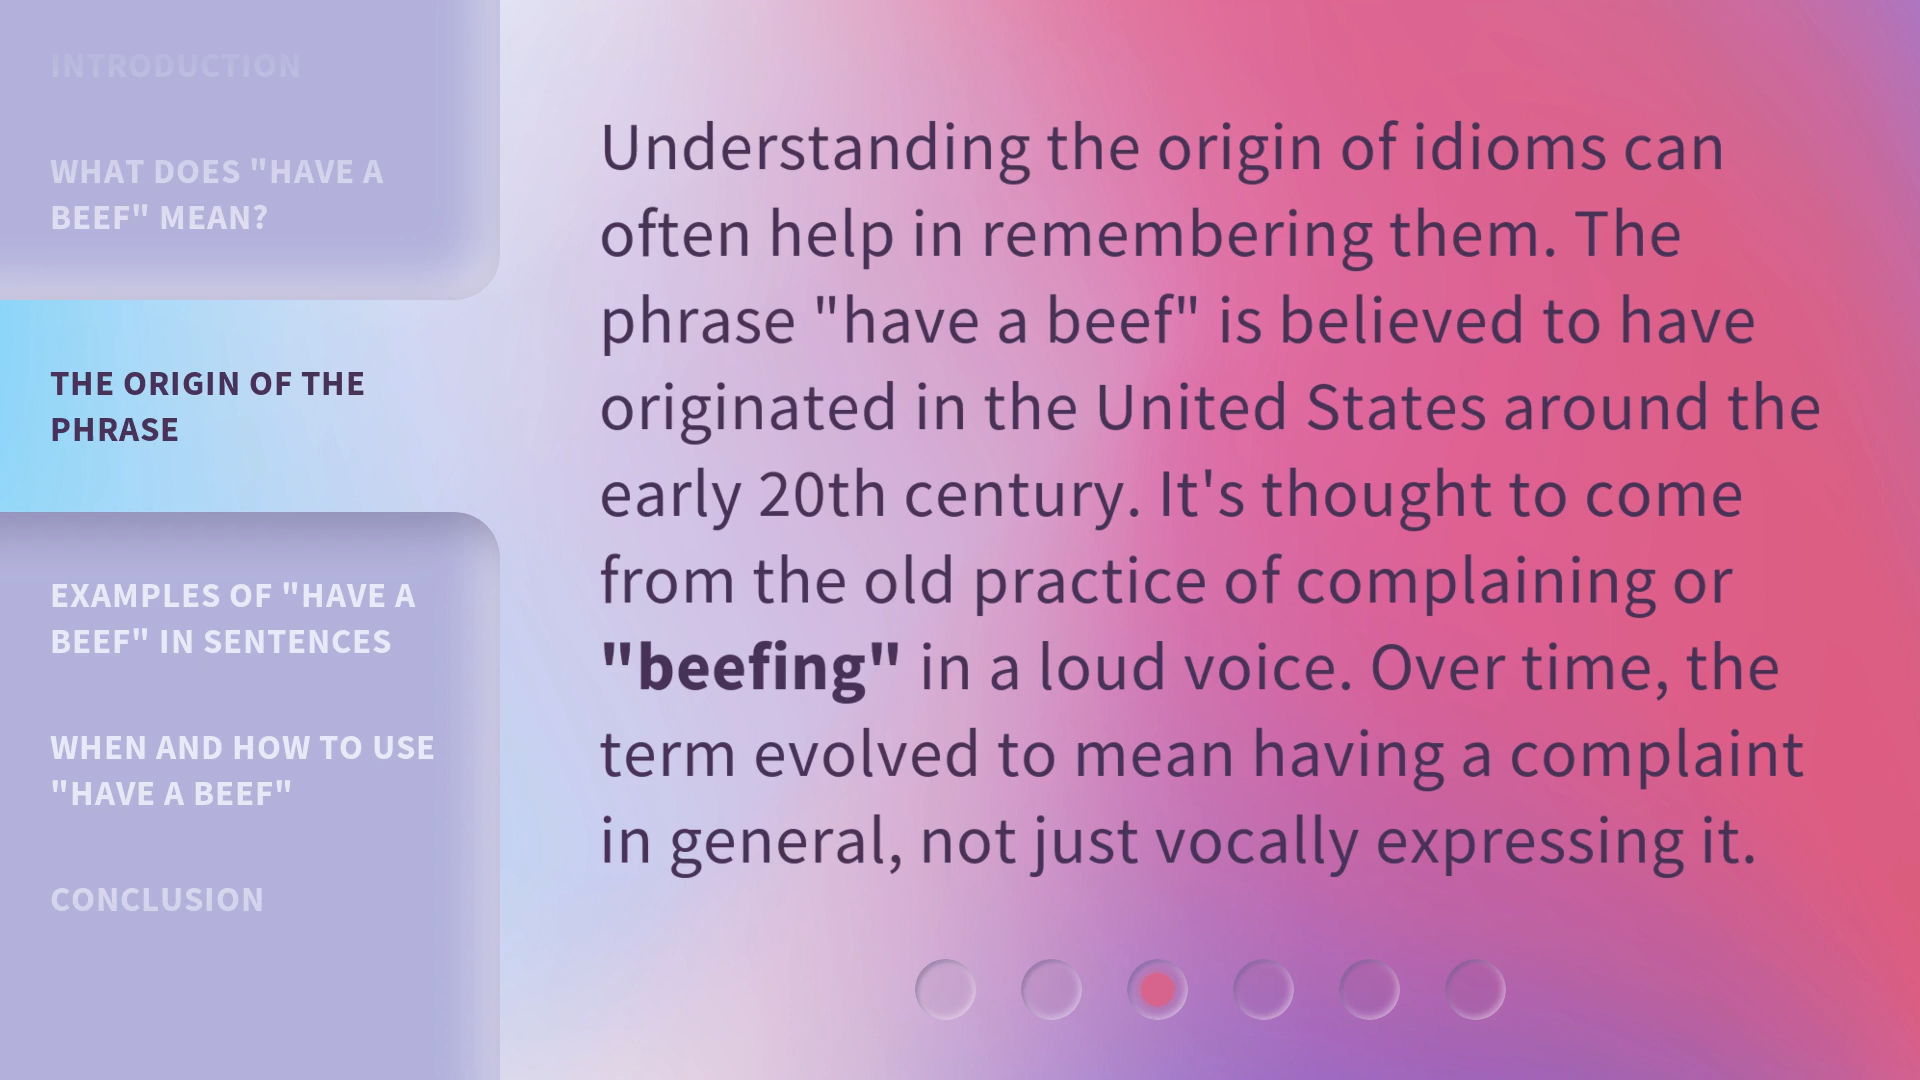 INTRODUCTION
WHAT DOES "HAVE A
BEEF" MEAN?
THE ORIGIN OF THE
PHRASE
EXAMPLES OF "HAVE A
BEEF" IN SENTENCES
WHEN AND HOW TO USE
"HAVE A BEEF"
CONCLUSION
Understanding the origin of idioms can
often help in remembering them. The
phrase "have a beef" is believed to have
originated in the United States around the
early 20th century. It's thought to come
from the old practice of complaining or
"beefing" in a loud voice. Over time, the
term evolved to mean having a complaint
in general, not just vocally expressing it.